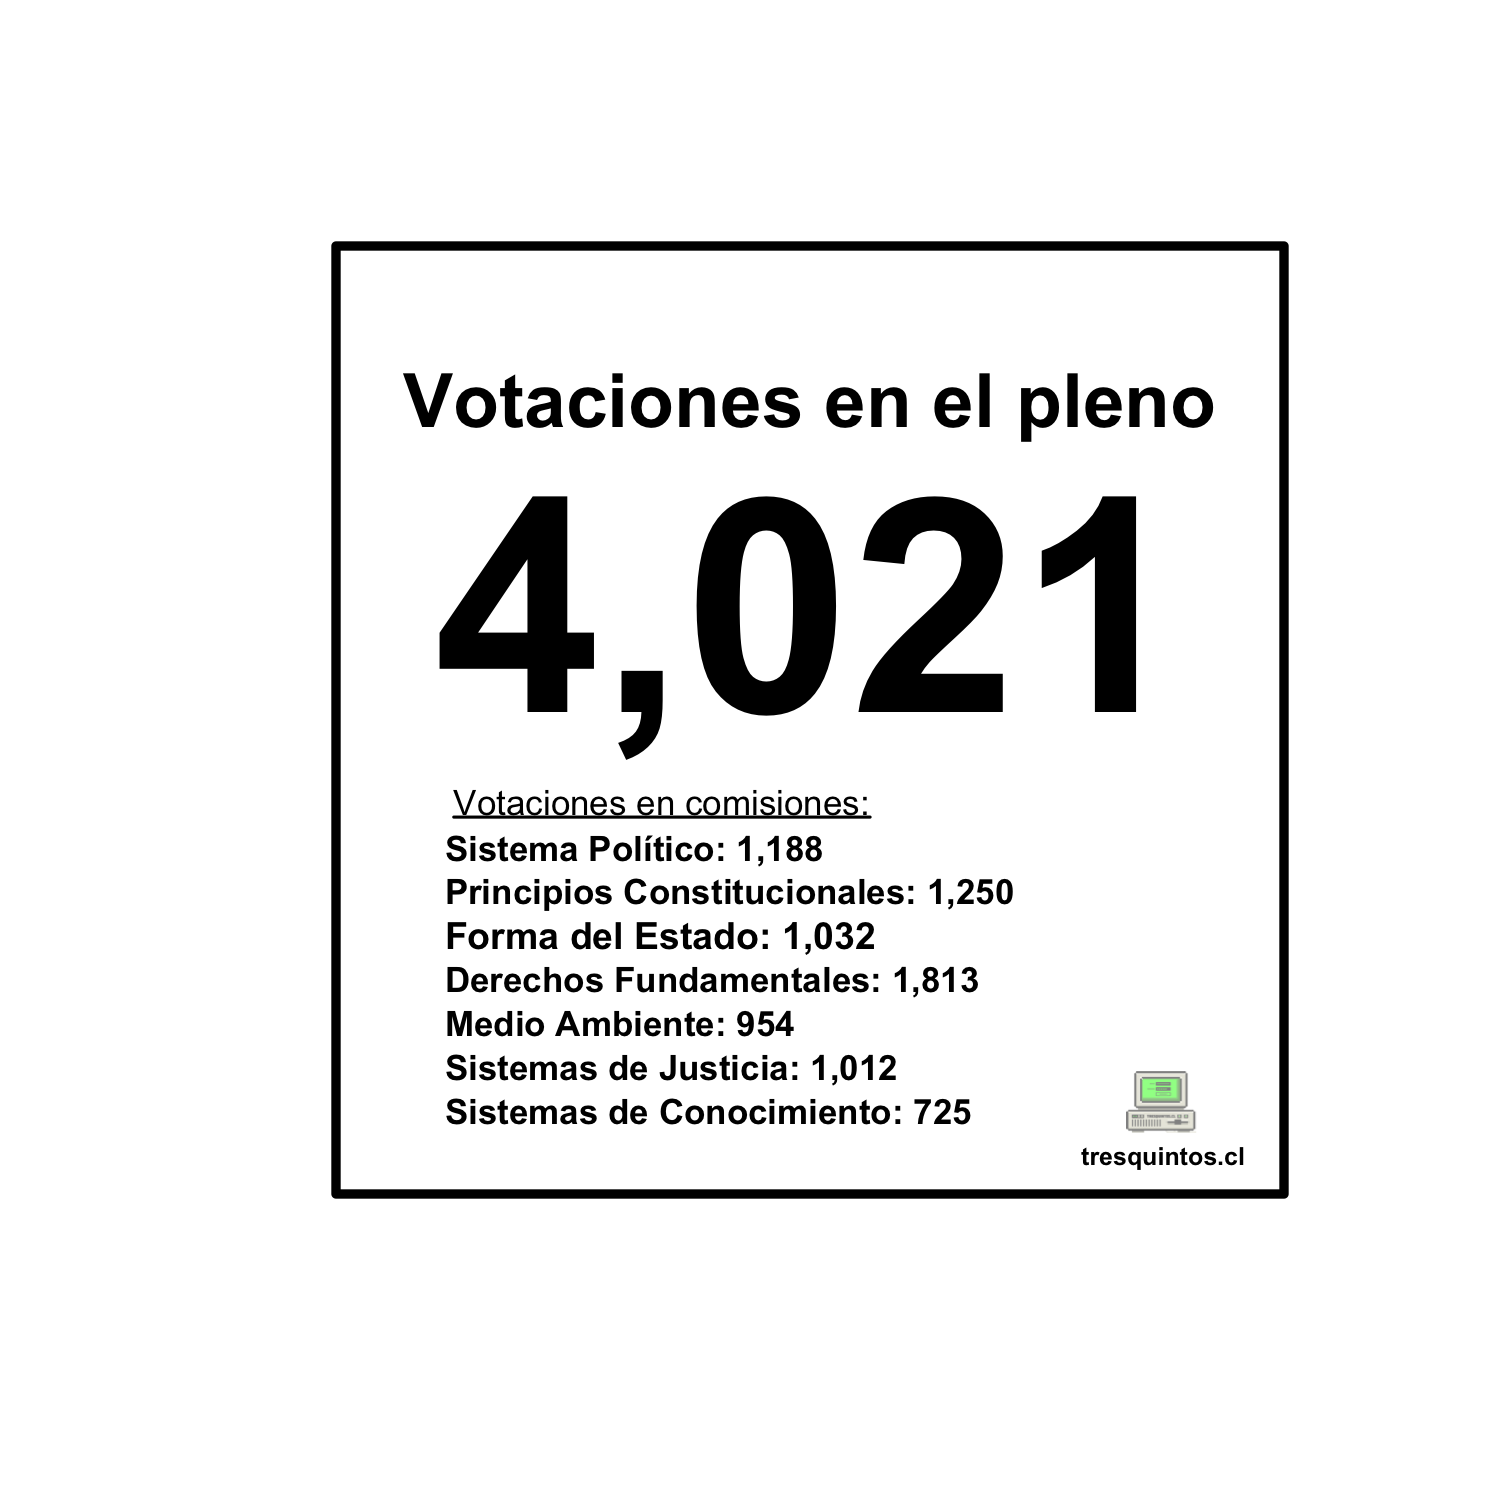 Votaciones en el pleno
4,021
Votaciones en comisiones:
Sistema Político: 1,188
Principios Constitucionales: 1,250
Forma del Estado: 1,032
Derechos Fundamentales: 1,813
Medio Ambiente: 954
Sistemas de Justicia: 1,012
Sistemas de Conocimiento: 725
tresquintos.cl